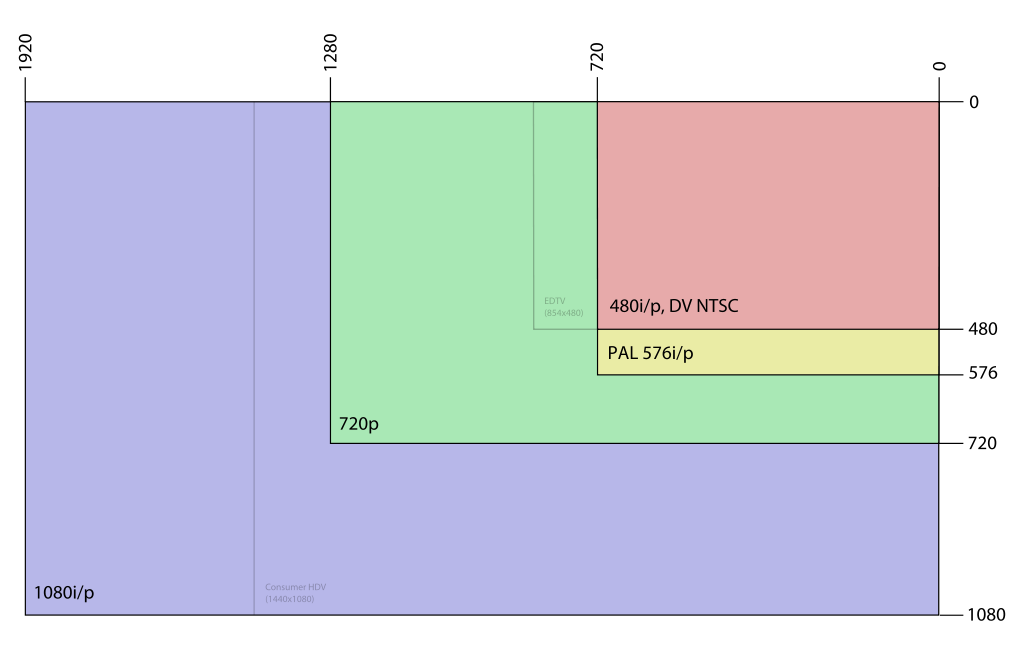 1920
1280
720
0
0
EDTV
(854x480)
480i/p, DV NTSC
480
PAL 576i/p
576
720p
720
Consumer HDV
(1440x1080)
1080i/p
1080